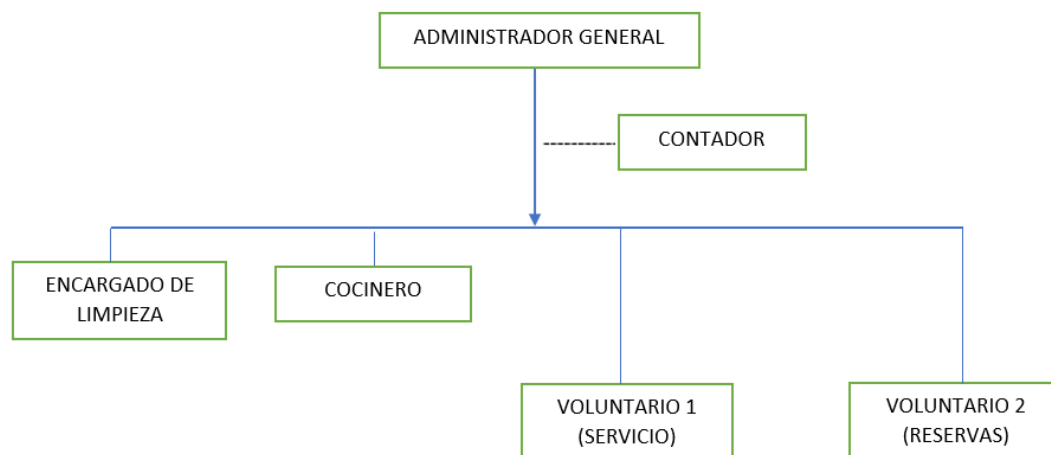 ADMINISTRADOR GENERAL
CONTADOR
ENCARGADO DE
LIMPIEZA
COCINERO
VOLUNTARIO 1
(SERVICIO)
VOLUNTARIO 2
(RESERVAS)